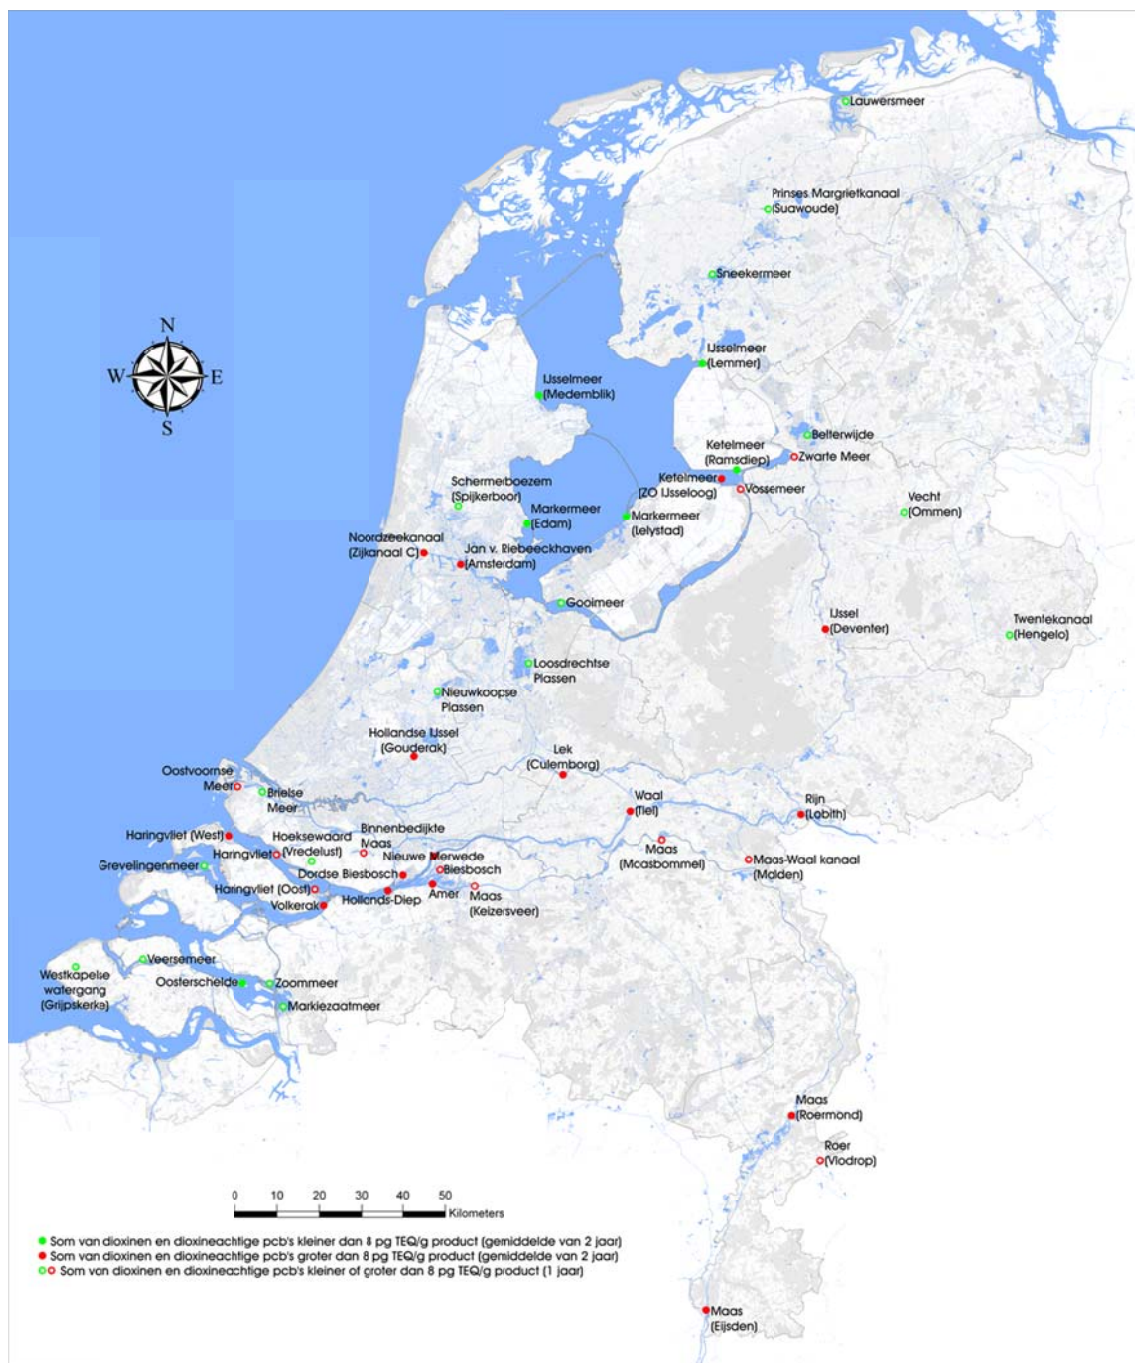 Lauwersmeer
Prinses Margrietkanaal
(Suawoude)
Sneekermeer
N
W
E
S
IJsselmeer
(Lemmer)
IJsselmeer
(Medemblik)
Belterwijde
Ketelmeer
(Ramsdiep)
Zwarte Meer
Ketelmeer
(ZO IJsseloog)
Vossemeer
Schermerboezem
(Spijkerboor)
Vecht
(Ommen)
Markermeer
(Edam)
Markermeer
(Lelystad)
Noordzeekanaal
(Zijkanaal C)
Jan v. Riebeeckhaven
(Amsterdam)
Gooimeer
IJssel
(Deventer)
Twentekanaal
(Hengelo)
Loosdrechtse
Plassen
Nieuwkoopse
Plassen
Hollandse IJssel
(Gouderak)
Lek
(Culemborg)
Oostvoornse
Meer
Brielse
Meer
Waal
(Tiel)
Rijn
(Lobith)
Haringvliet (West)
Hoeksewaard
(Vredelust)
Binnenbedijkte
Maas
Haringvliet
Maas
(Maasbommel)
Maas-Waal kanaal
(Malden)
Grevelingenmeer
Nieuwe Merwede
Biesbosch
Dordse Biesbosch
Haringvliet (Oost)
Hollands-Diep
Amer
Maas
(Keizersveer)
Volkerak
Veersemeer
Westkapelse
watergang
(Grijpskerke)
Oosterschelde
Zoommeer
Markiezaatmeer
Maas
(Roermond)
Roer
(Vlodrop)
0 10 20 30 40 50
Kilometers
Som van dioxinen en dioxineachtige pcb's kleiner dan 8 pg TEQ/g product (gemiddelde van 2 jaar)
Som van dioxinen en dioxineachtige pcb's groter dan 8 pg TEQ/g product (gemiddelde van 2 jaar)
Som van dioxinen en dioxineachtige pcb's kleiner of groter dan 8 pg TEQ/g product (1 jaar)
Maas
(Eijsden)